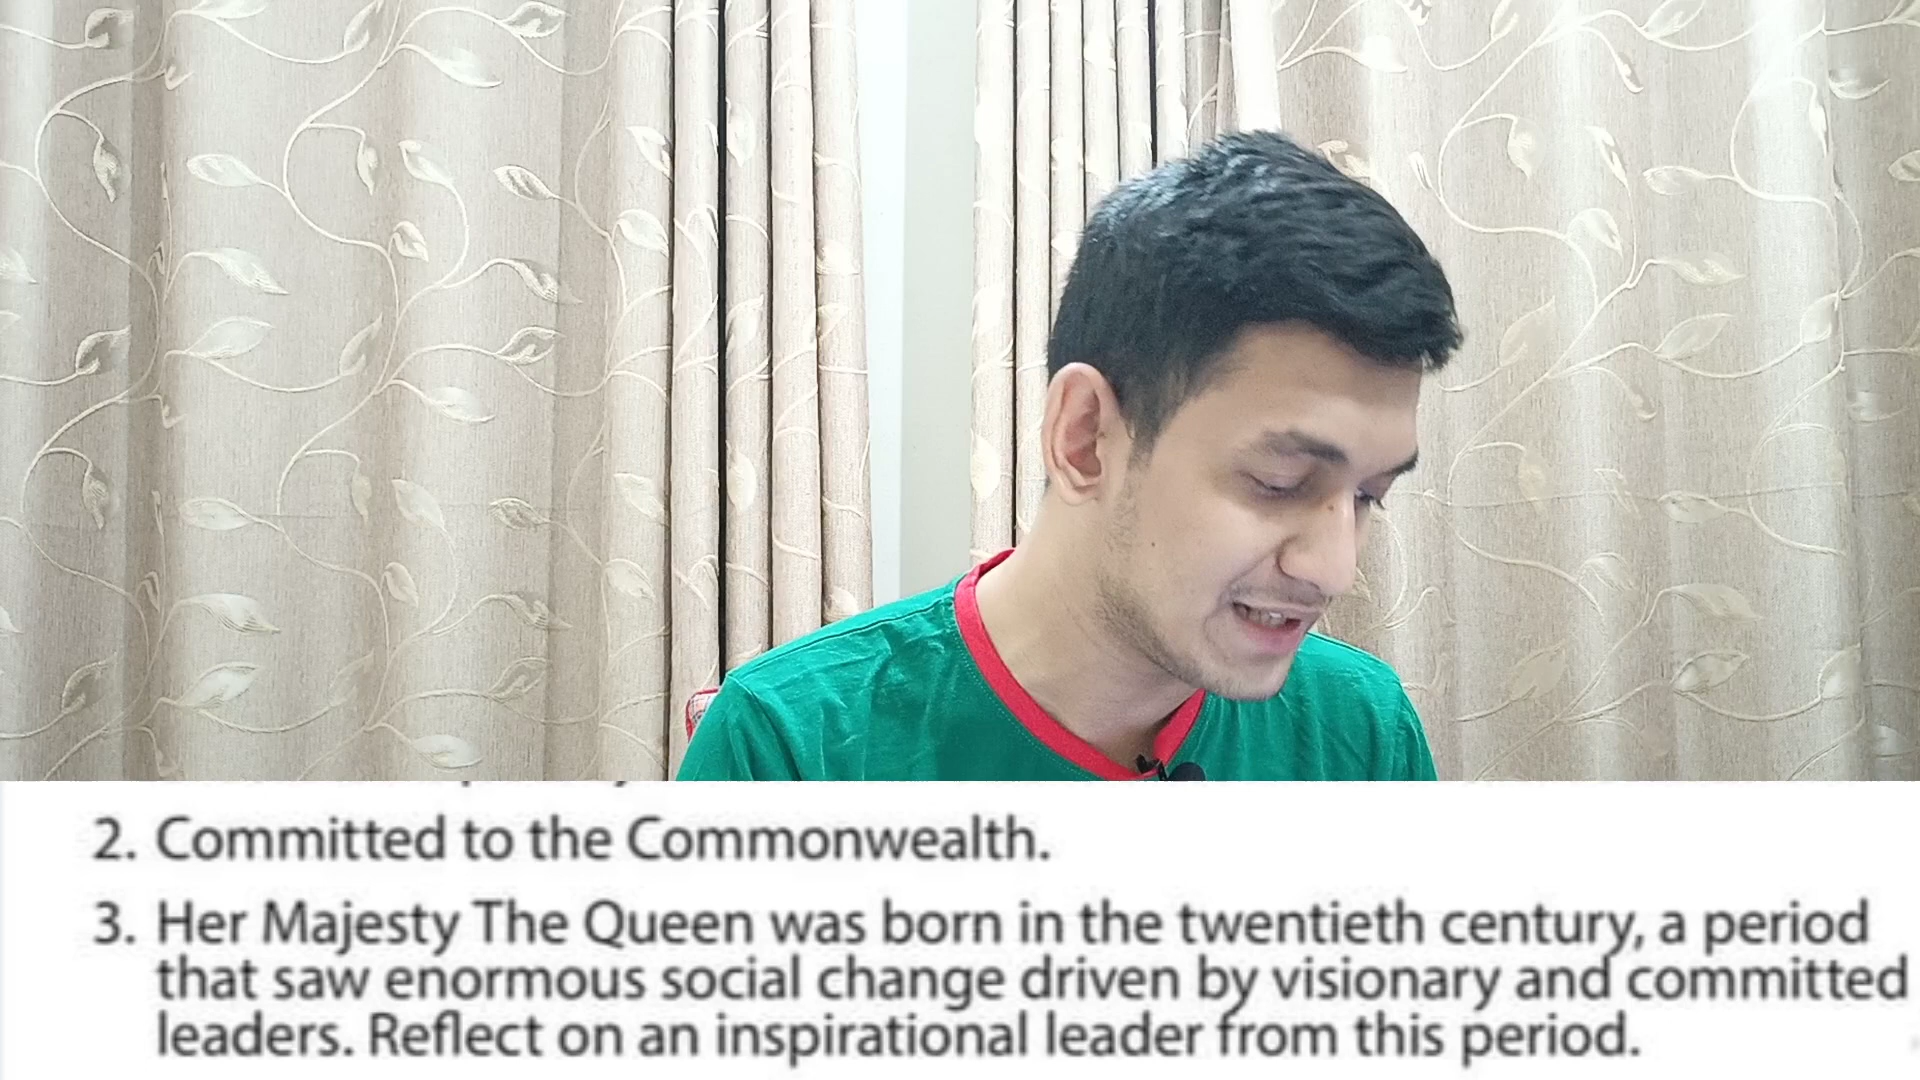 2. Committed to the Commonwealth.
3. Her Majesty The Queen was born in the twentieth century, a period
that saw enormous social change driven by visionary and committed
leaders. Reflect on an inspirational leader from this period.